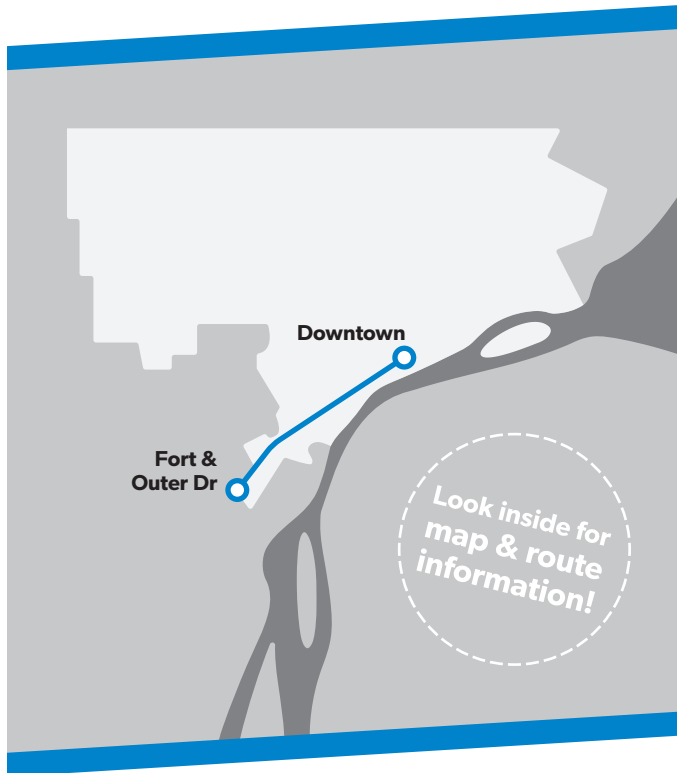 Downtown
Fort &
Outer Dr
Look inside for
map & route
information!